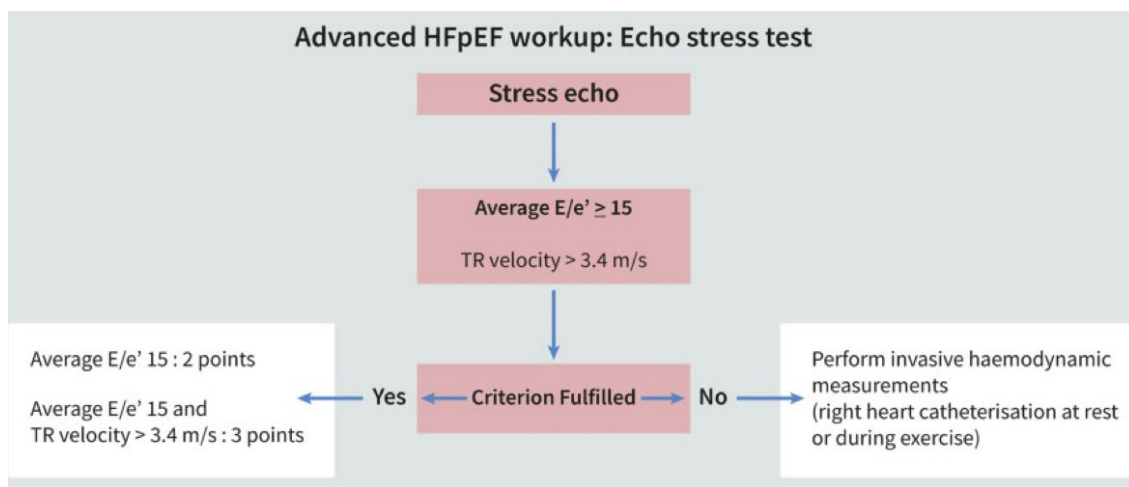 Advanced HFpEF workup: Echo stress test
Stress echo
Average E/e’ ≥ 15
TR velocity > 3.4 m/s
Average E/e’ 15 : 2 points
Average E/e’ 15 and
TR velocity > 3.4 m/s : 3 points
Yes
Criterion Fulfilled
No
Perform invasive haemodynamic
measurements
(right heart catheterisation at rest
or during exercise)